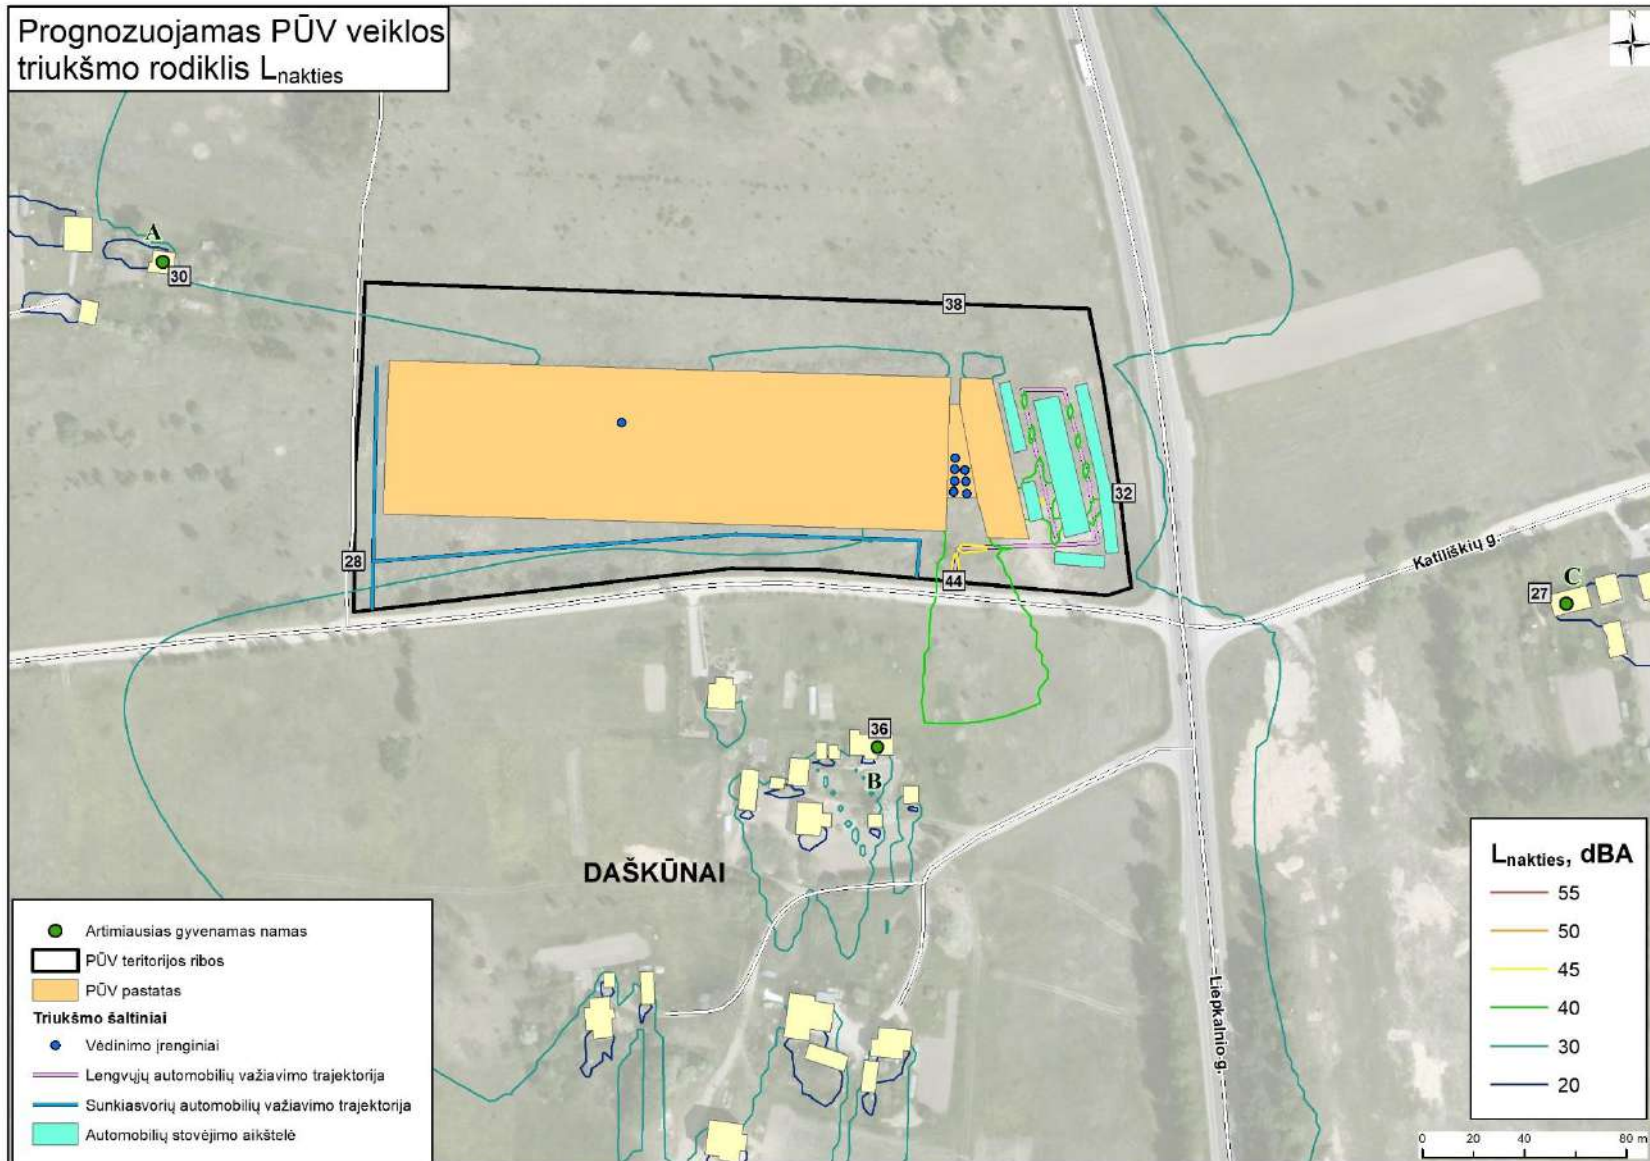 Prognozuojamas PŪV veiklos
triukšmo rodiklis Lnakties
N
A
30
38
32
28
44
Katiliškių g.
C
27
36
B
DAŠKŪNAI
Liepkalnio g.
Artimiausias gyvenamas namas
PŪV teritorijos ribos
PŪV pastatas
Triukšmo šaltiniai
Vėdinimo įrenginiai
Lengvųjų automobilių važiavimo trajektorija
Sunkiasvorių automobilių važiavimo trajektorija
Automobilių stovėjimo aikštelė
Lnakties, dBA
55
50
45
40
30
20
0 20 40 80 m